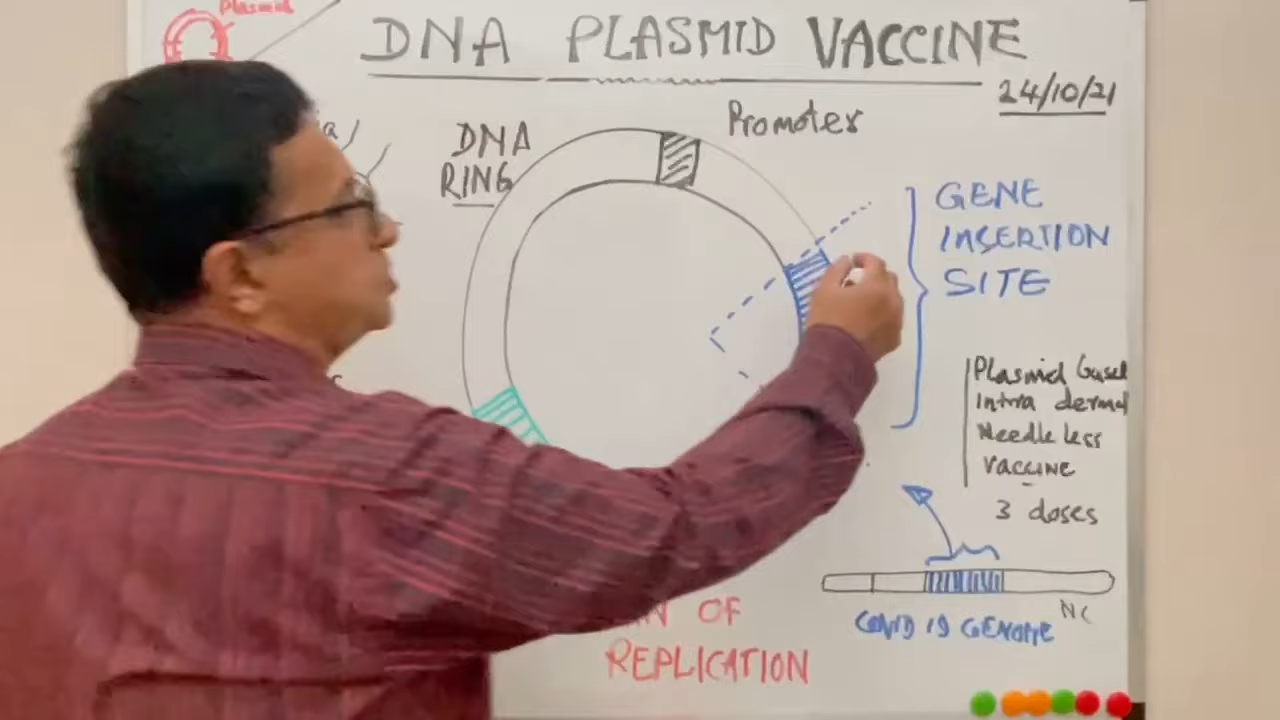 Plasmid
DNA PLASMID VACCINE
24/10/21
Promoter
DNA
RING
GENE
INSERTION
SITE
Plasmid based
Intra dermal
Needle less
vaccine
3 doses
COVID 19 GENOME
NC
OF
REPLICATION